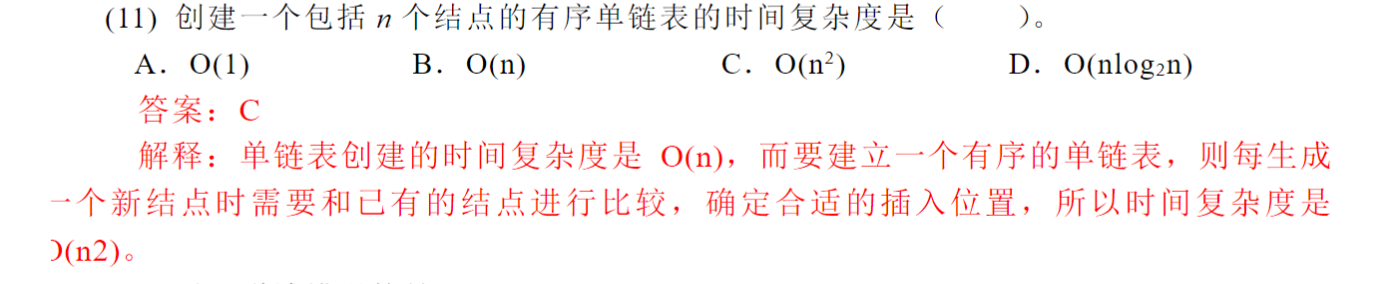 (11) 创建一个包括 n 个结点的有序单链表的时间复杂度是（  ）。
A．O(1) B．O(n) C．O(n²) D．O(nlog₂n)
答案：C
解释：单链表创建的时间复杂度是 O(n)，而要建立一个有序的单链表，则每生成
一个新结点时需要和已有的结点进行比较，确定合适的插入位置，所以时间复杂度是
O(n2)。